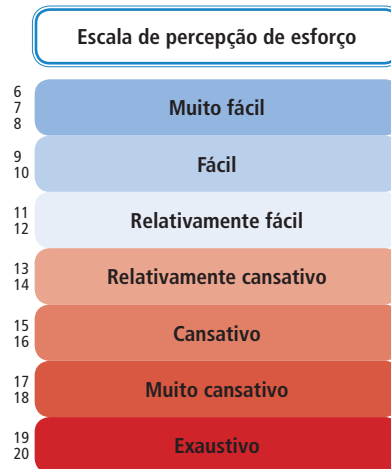 Escala de percepção de esforço
6
7
8
Muito fácil
9
10
Fácil
11
12
Relativamente fácil
13
14
Relativamente cansativo
15
16
Cansativo
17
18
Muito cansativo
19
20
Exaustivo